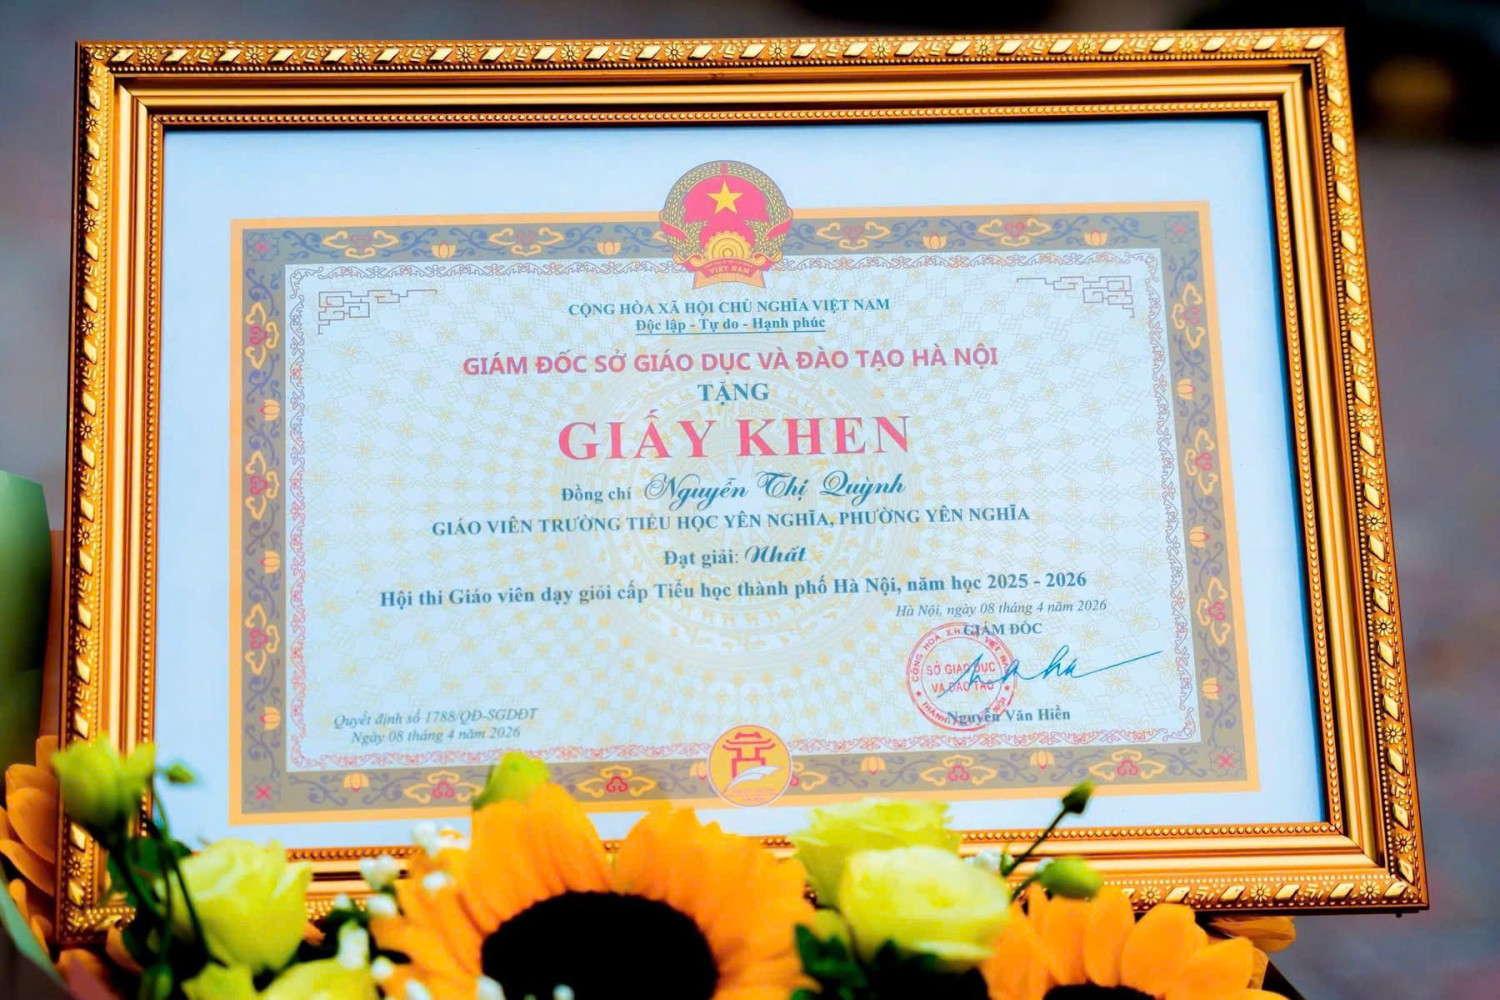 VIỆT NAM
CỘNG HÒA XÃ HỘI CHỦ NGHĨA VIỆT NAM
Độc lập - Tự do - Hạnh phúc
GIÁM ĐỐC SỞ GIÁO DỤC VÀ ĐÀO TẠO HÀ NỘI
TẶNG
GIẤY KHEN
Đồng chí Nguyễn Thị Quỳnh
GIÁO VIÊN TRƯỜNG TIỂU HỌC YÊN NGHĨA, PHƯỜNG YÊN NGHĨA
Đạt giải: Nhất
Hội thi Giáo viên dạy giỏi cấp Tiểu học thành phố Hà Nội, năm học 2025 - 2026
Hà Nội, ngày 08 tháng 4 năm 2026
GIÁM ĐỐC
SỞ GIÁO DỤC
VÀ ĐÀO TẠO
Nguyễn Văn Hiền
Quyết định số 1788/QĐ-SGDĐT
Ngày 08 tháng 4 năm 2026